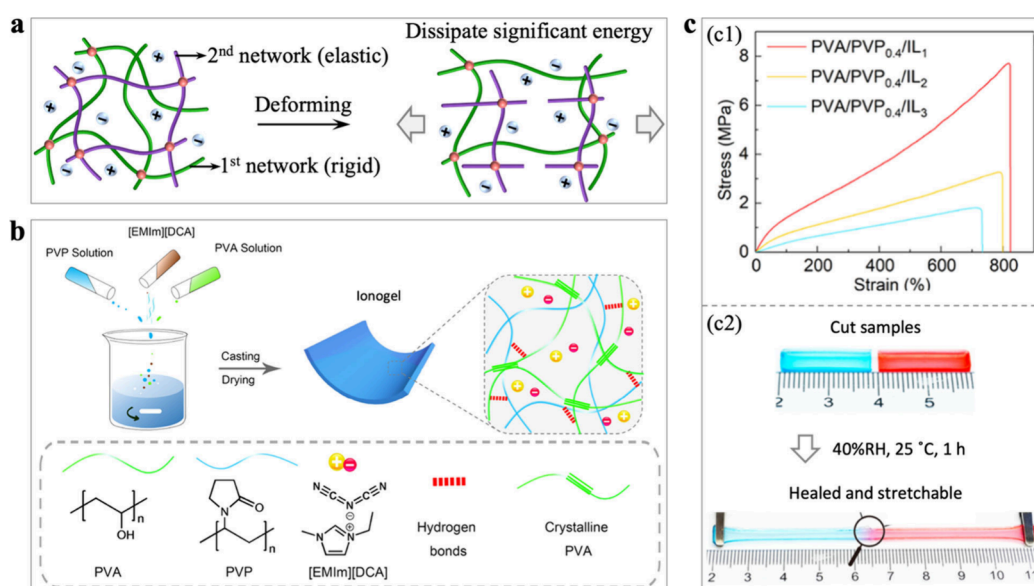 a
2nd network (elastic)
Deforming
1st network (rigid)
Dissipate significant energy
b
[EMIm][DCA]
PVP Solution
PVA Solution
Casting
Drying
Ionogel
PVA
PVP
[EMIm][DCA]
Hydrogen
bonds
Crystalline
PVA
n
OH
N
O
n
N
N
N
N
N
c
(c1)
PVA/PVP0.4/IL1
PVA/PVP0.4/IL2
PVA/PVP0.4/IL3
Stress (MPa)
8
6
4
2
0
0 200 400 600 800
Strain (%)
(c2)
Cut samples
2 3 4 5
40%RH, 25 ˚C, 1 h
Healed and stretchable
2 3 4 5 6 7 8 9 10 11